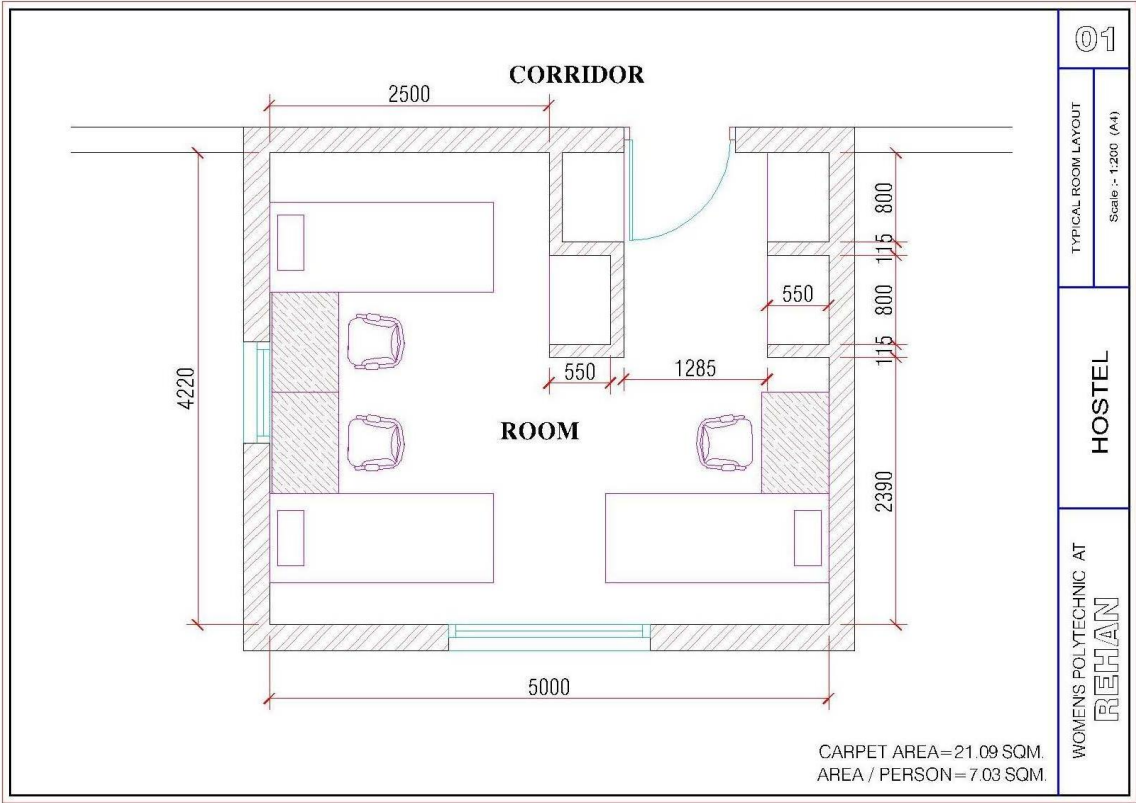 CORRIDOR
2500
800
115
550
800
115
550
1285
4220
ROOM
2390
5000
CARPET AREA=21.09 SQM.
AREA / PERSON=7.03 SQM.
01
TYPICAL ROOM LAYOUT
Scale :- 1:200 (A4)
HOSTEL
WOMEN'S POLYTECHNIC AT
REHAN